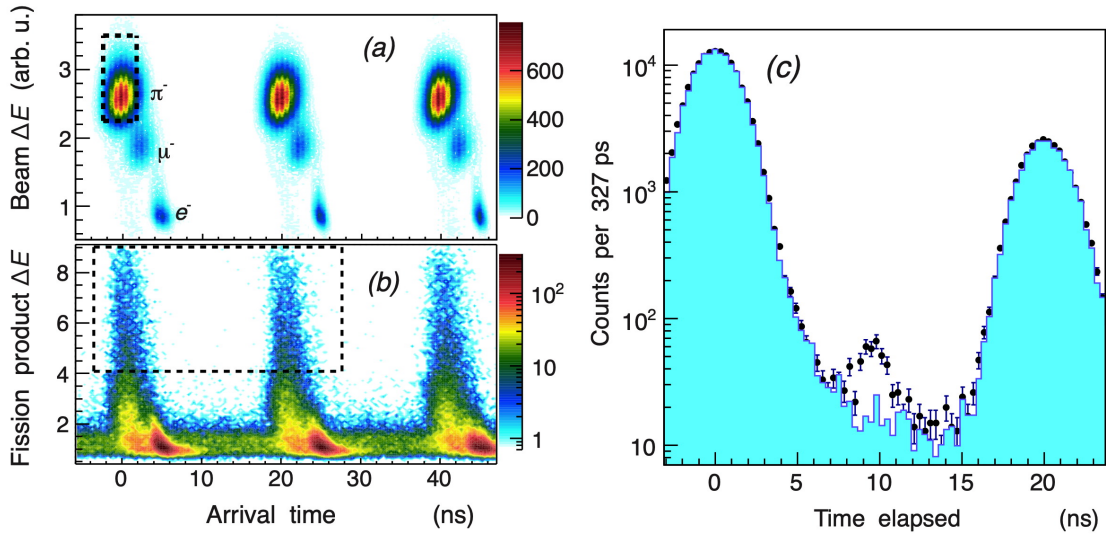 (a)
Beam ΔE (arb. u.)
3
2
1
π⁻
μ⁻
e⁻
600
400
200
0
(b)
Fission product ΔE
8
6
4
2
10²
10
1
0
10
20
30
40
Arrival time
(ns)
(c)
Counts per 327 ps
10⁴
10³
10²
10
0
5
10
15
20
Time elapsed
(ns)